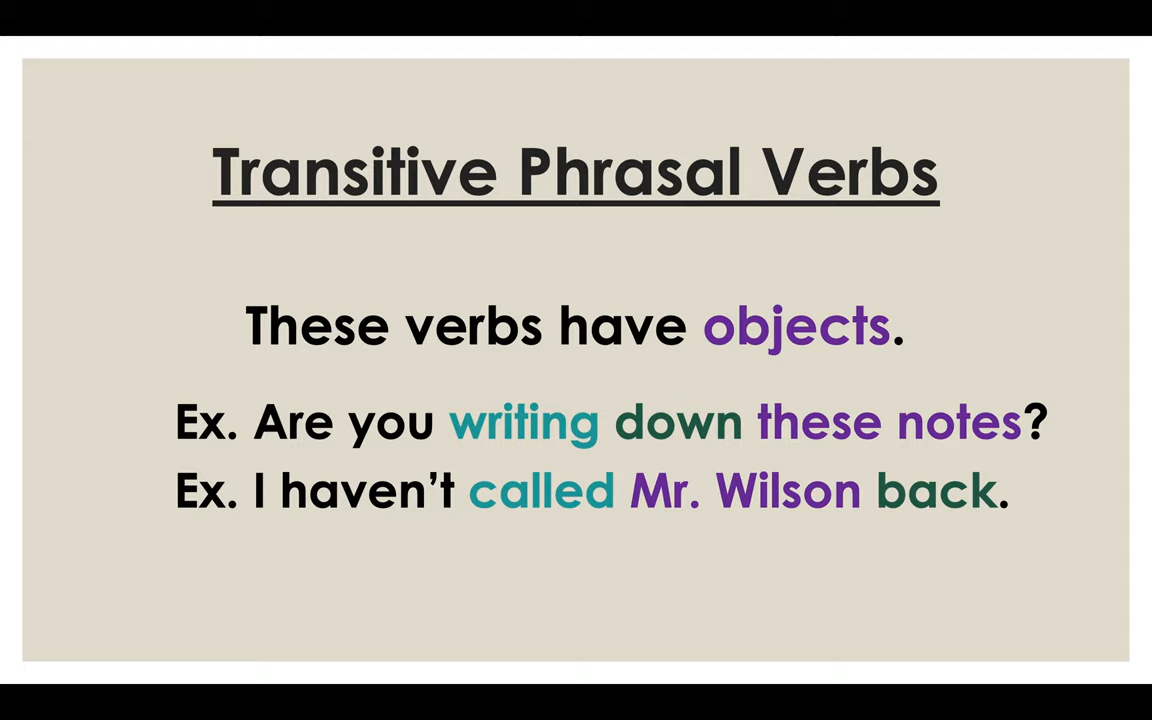 Transitive Phrasal Verbs
These verbs have objects.
Ex. Are you writing down these notes?
Ex. I haven’t called Mr. Wilson back.